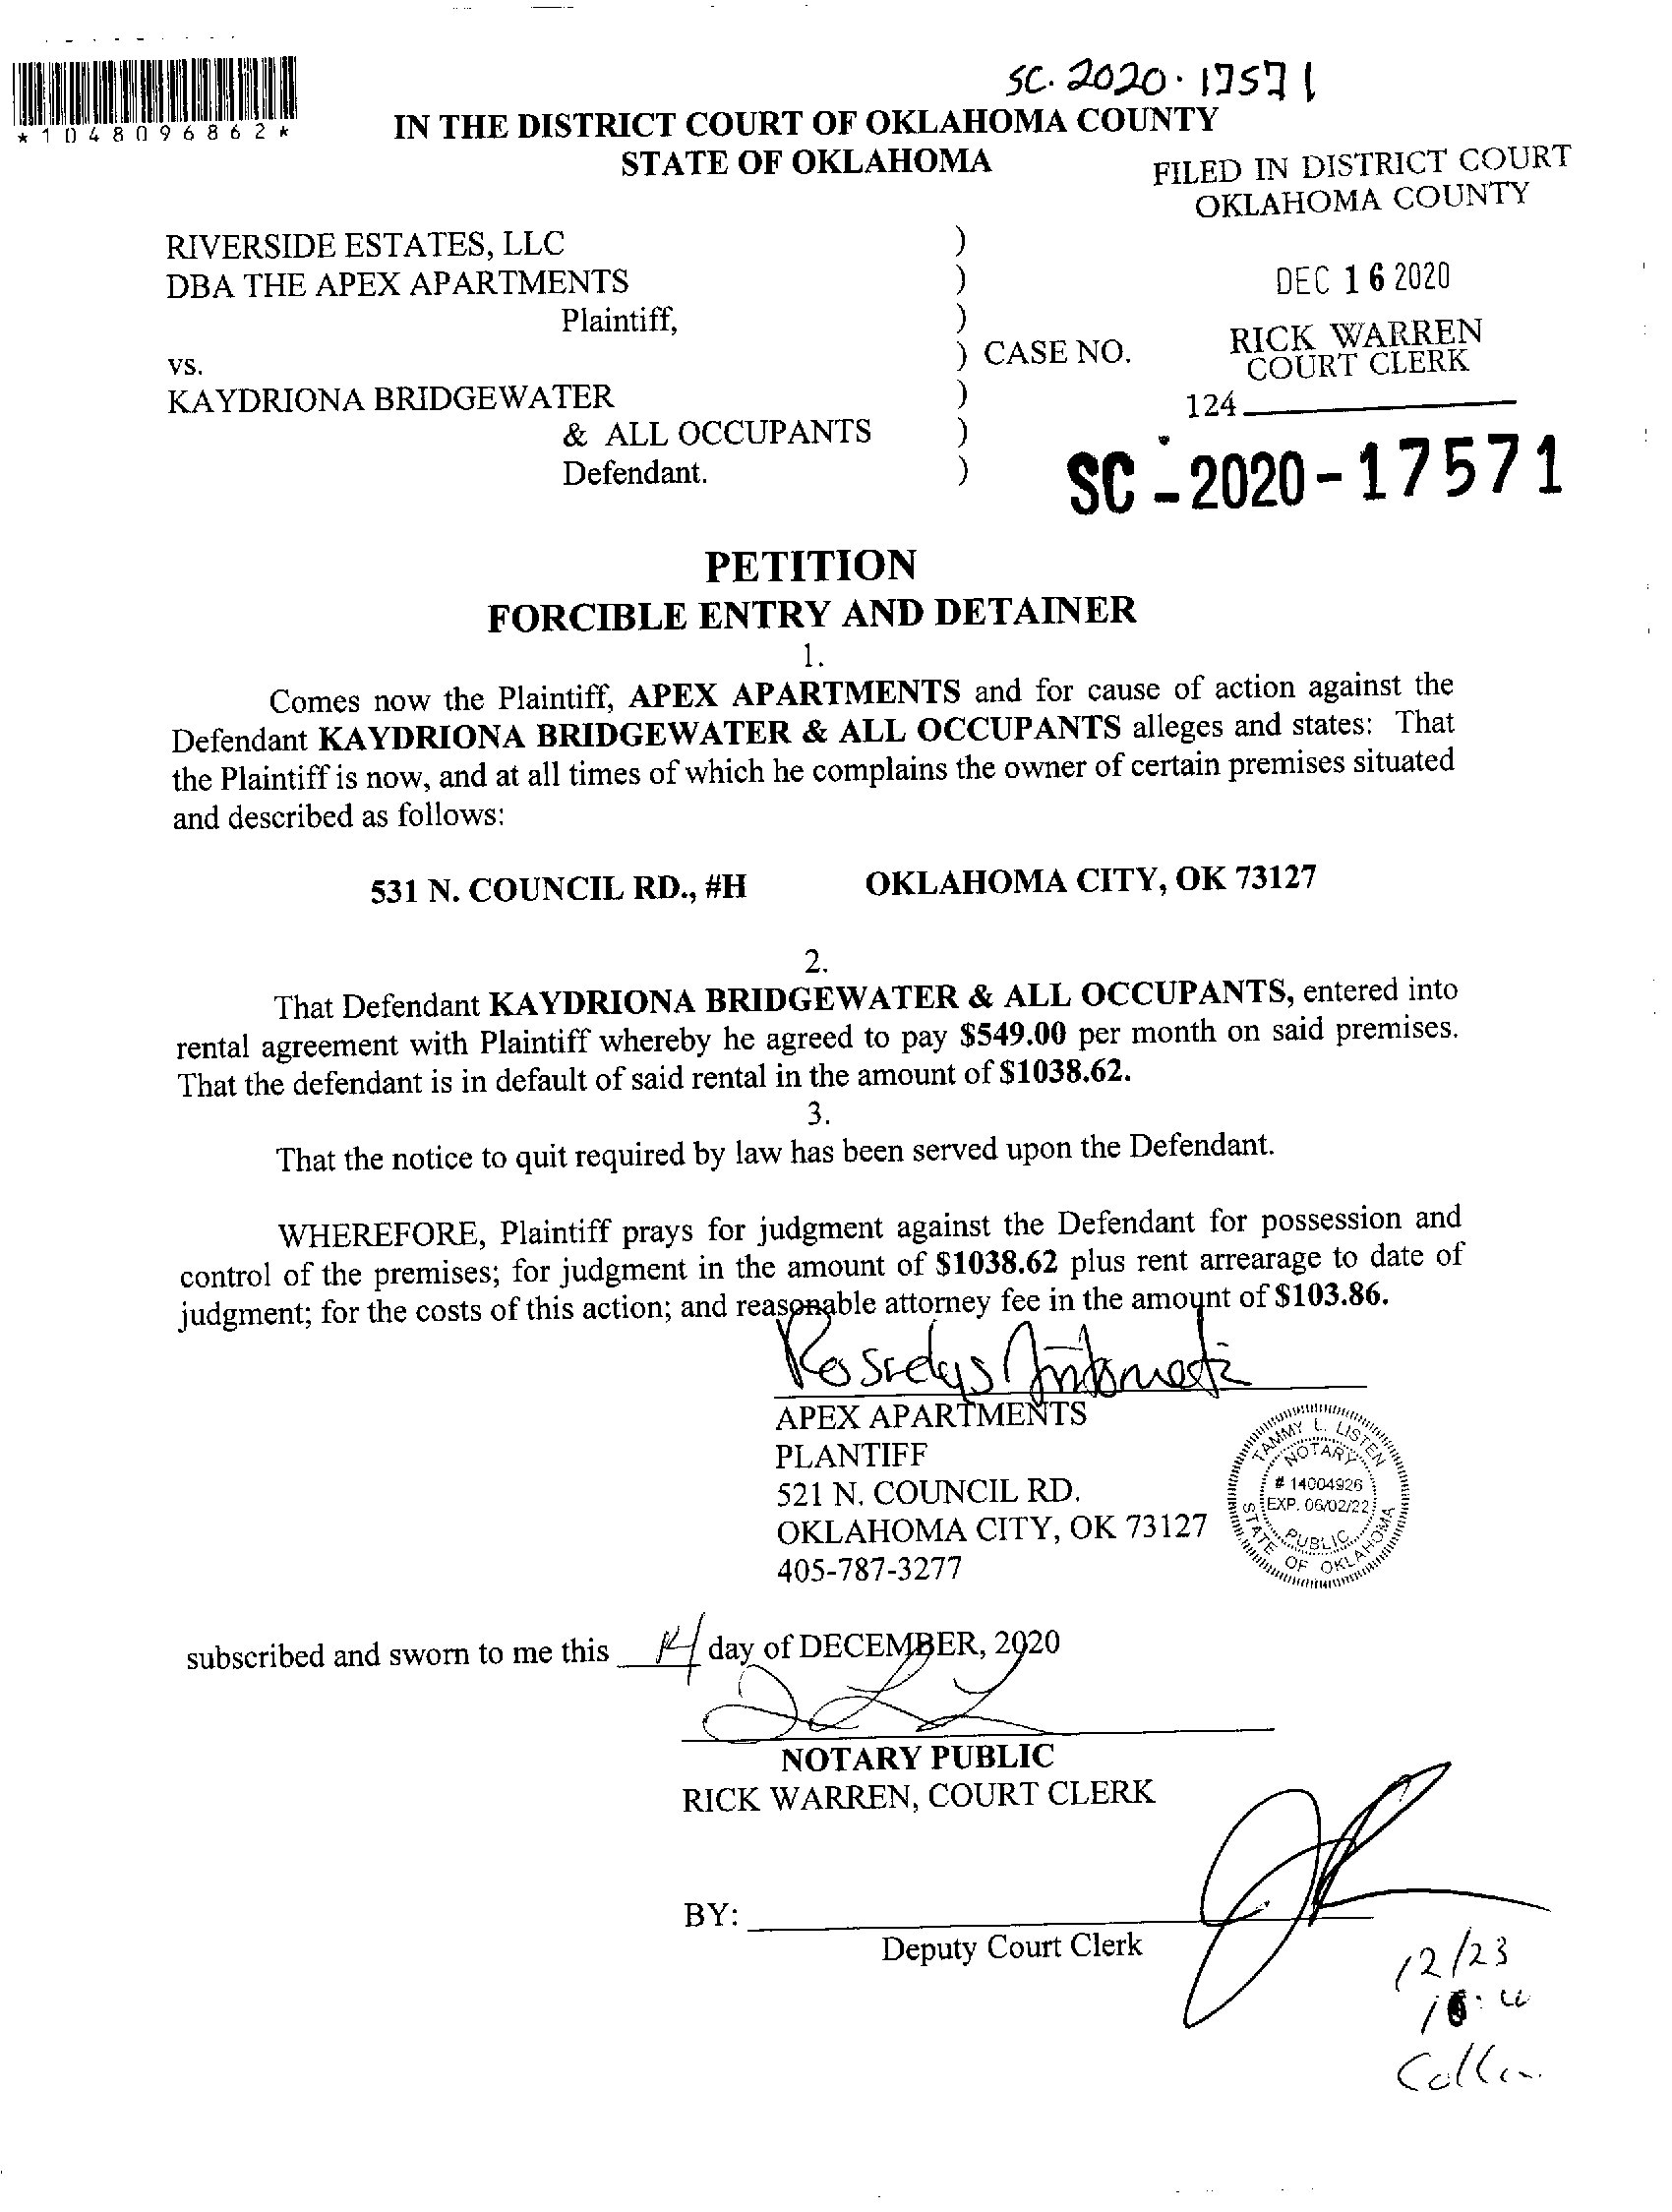 SC. 2020. 17571
*1048096862*
IN THE DISTRICT COURT OF OKLAHOMA COUNTY
STATE OF OKLAHOMA
FILED IN DISTRICT COURT
OKLAHOMA COUNTY
RIVERSIDE ESTATES, LLC )
DBA THE APEX APARTMENTS )
DEC 16 2020
Plaintiff, )
RICK WARREN
COURT CLERK
vs. ) CASE NO.
KAYDRIONA BRIDGEWATER )
124
& ALL OCCUPANTS )
Defendant. )
SC-2020-17571
PETITION
FORCIBLE ENTRY AND DETAINER
1.
Comes now the Plaintiff, APEX APARTMENTS and for cause of action against the
Defendant KAYDRIONA BRIDGEWATER & ALL OCCUPANTS alleges and states: That
the Plaintiff is now, and at all times of which he complains the owner of certain premises situated
and described as follows:
531 N. COUNCIL RD., #H OKLAHOMA CITY, OK 73127
2.
That Defendant KAYDRIONA BRIDGEWATER & ALL OCCUPANTS, entered into
rental agreement with Plaintiff whereby he agreed to pay $549.00 per month on said premises.
That the defendant is in default of said rental in the amount of $1038.62.
3.
That the notice to quit required by law has been served upon the Defendant.
WHEREFORE, Plaintiff prays for judgment against the Defendant for possession and
control of the premises; for judgment in the amount of $1038.62 plus rent arrearage to date of
judgment; for the costs of this action; and reasonable attorney fee in the amount of $103.86.
APEX APARTMENTS
PLANTIFF
521 N. COUNCIL RD.
OKLAHOMA CITY, OK 73127
405-787-3277
TAMMY L. LISTEN
NOTARY
# 14004926
EXP. 06/02/22
PUBLIC
STATE OF OKLAHOMA
subscribed and sworn to me this 14 day of DECEMBER, 2020
NOTARY PUBLIC
RICK WARREN, COURT CLERK
BY:
Deputy Court Clerk
12/23